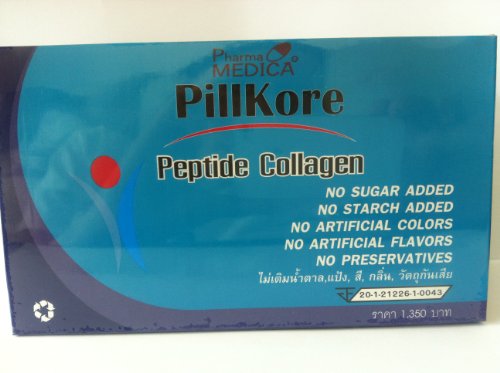 Pharma
MEDICA
PillKore
Peptide Collagen
NO SUGAR ADDED
NO STARCH ADDED
NO ARTIFICIAL COLORS
NO ARTIFICIAL FLAVORS
NO PRESERVATIVES
ไม่เติมน้ำตาล,แป้ง, สี, กลิ่น, วัตถุกันเสีย
20-1-21226-1-0043
ราคา 1,350 บาท